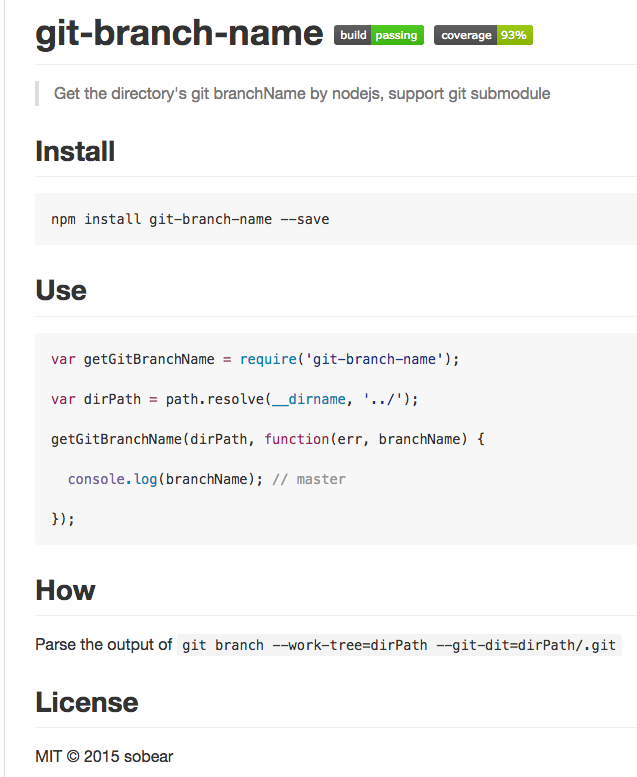 git-branch-name build passing coverage 93%
Get the directory's git branchName by nodejs, support git submodule
Install
npm install git-branch-name --save
Use
var getGitBranchName = require('git-branch-name');
var dirPath = path.resolve(__dirname, '../');
getGitBranchName(dirPath, function(err, branchName) {
console.log(branchName); // master
});
How
Parse the output of git branch --work-tree=dirPath --git-dit=dirPath/.git
License
MIT © 2015 sobear